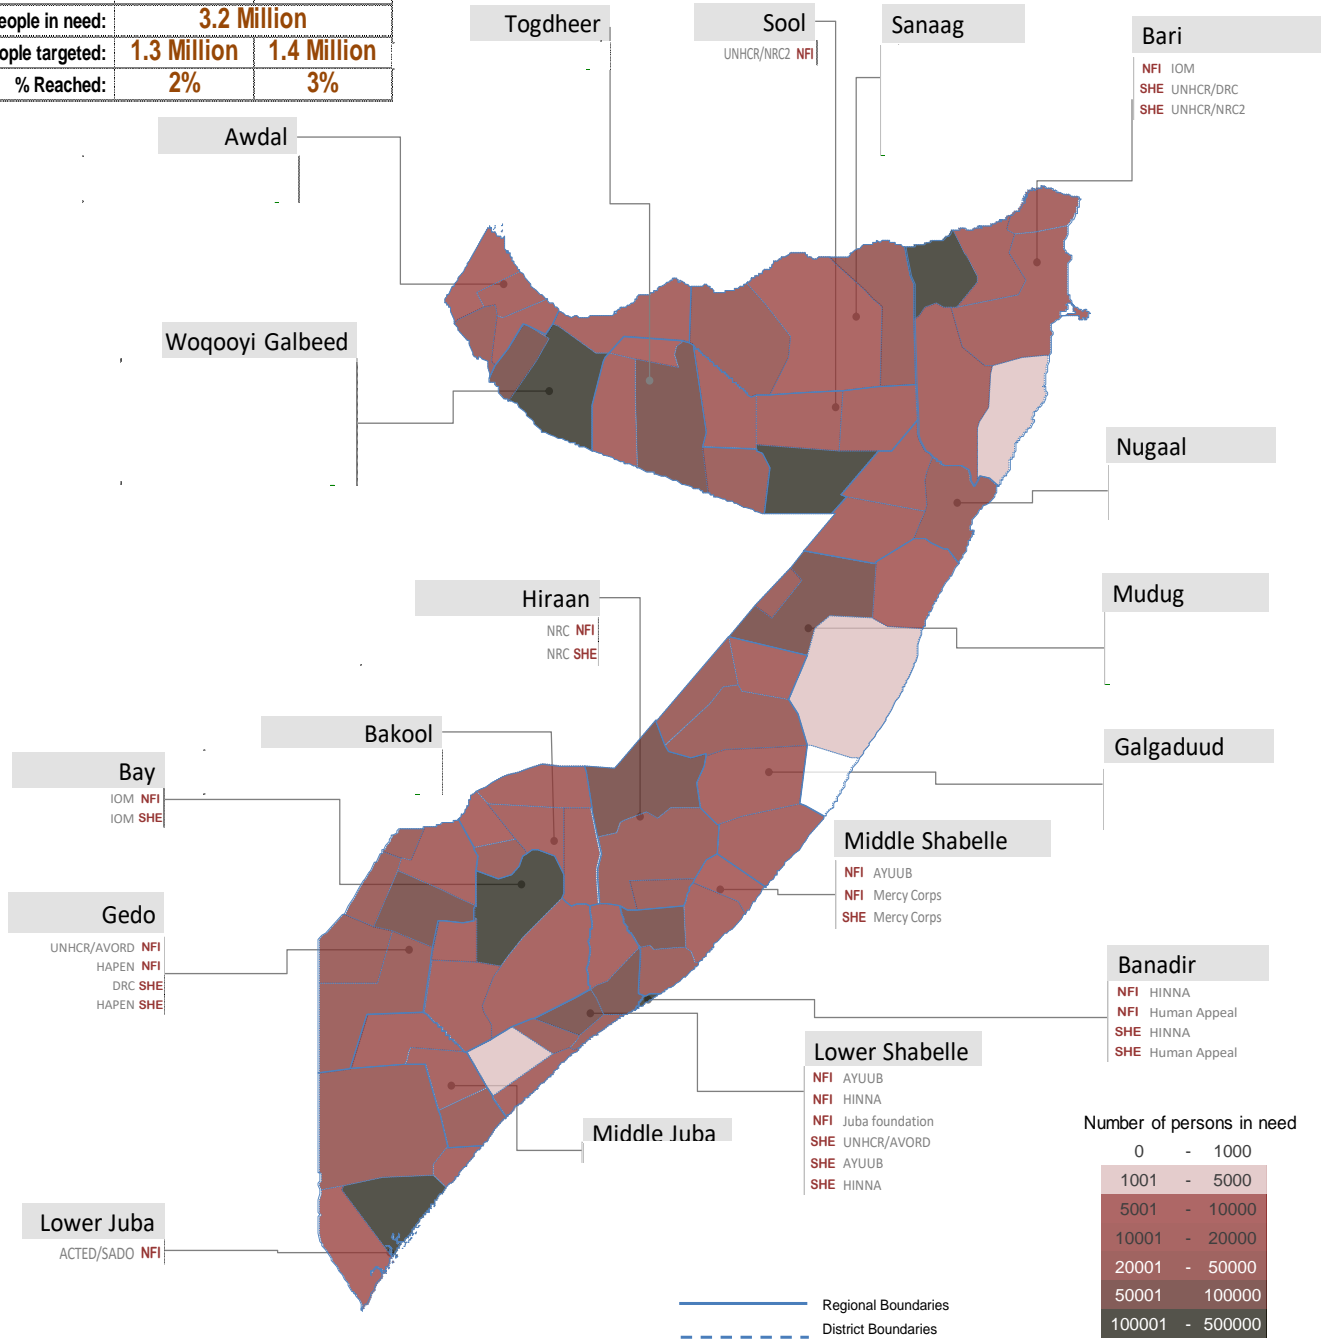 eople in need: 3.2 Million
ople targeted: 1.3 Million 1.4 Million
% Reached: 2% 3%
Togdheer
Sool
UNHCR/NRC2 NFI
Sanaag
Bari
NFI IOM
SHE UNHCR/DRC
SHE UNHCR/NRC2
Awdal
Woqooyi Galbeed
Nugaal
Hiraan
NRC NFI
NRC SHE
Mudug
Bakool
Galgaduud
Bay
IOM NFI
IOM SHE
Middle Shabelle
NFI AYUUB
NFI Mercy Corps
SHE Mercy Corps
Gedo
UNHCR/AVORD NFI
HAPEN NFI
DRC SHE
HAPEN SHE
Banadir
NFI HINNA
NFI Human Appeal
SHE HINNA
SHE Human Appeal
Lower Shabelle
NFI AYUUB
NFI HINNA
NFI Juba foundation
SHE UNHCR/AVORD
SHE AYUUB
SHE HINNA
Middle Juba
Lower Juba
ACTED/SADO NFI
Number of persons in need
0 - 1000
1001 - 5000
5001 - 10000
10001 - 20000
20001 - 50000
50001 100000
100001 - 500000
Regional Boundaries
District Boundaries